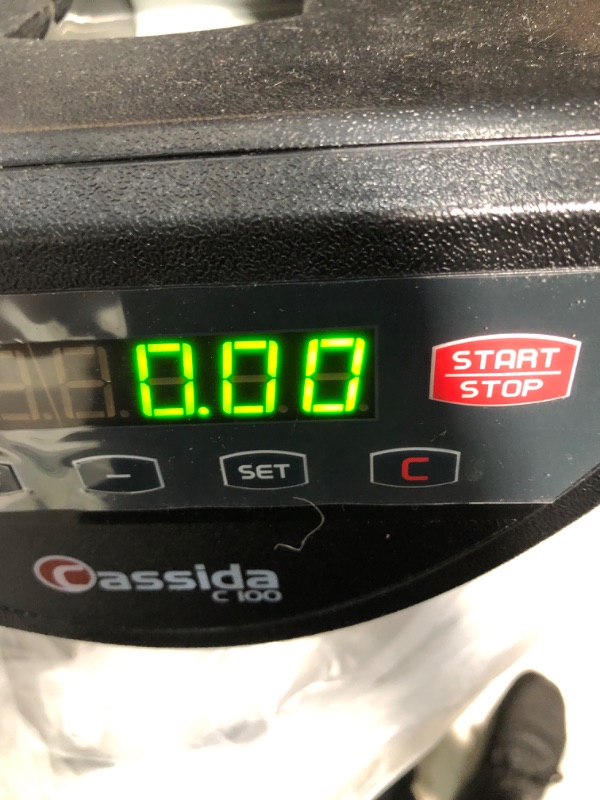 0.00
START
STOP
-
SET
C
Cassida
C 100